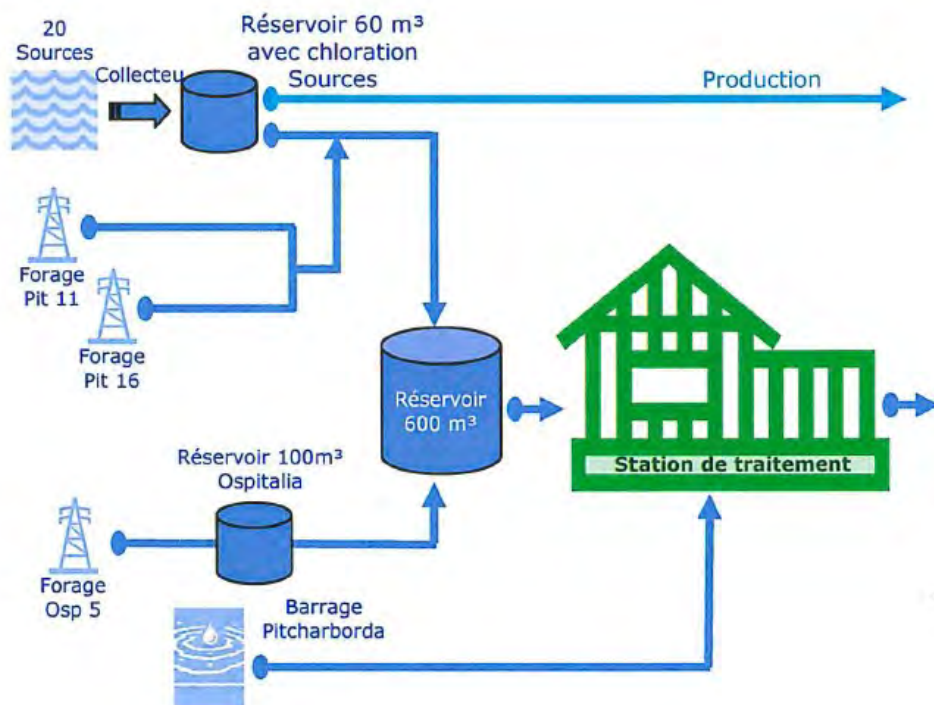 20
Sources
Collecteu
Réservoir 60 m³
avec chloration
Sources
Production
Forage
Pit 11
Forage
Pit 16
Réservoir
600 m³
Station de traitement
Réservoir 100m³
Ospitalia
Forage
Osp 5
Barrage
Pitcharborda